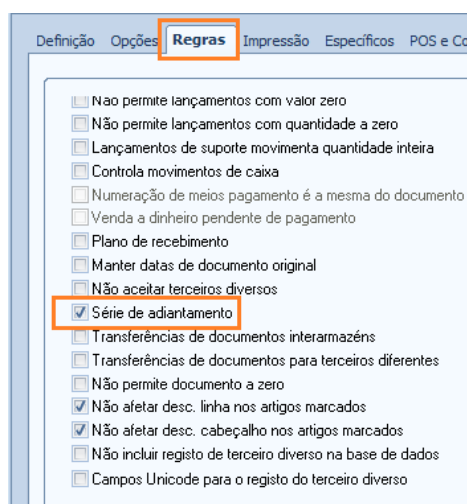 Definição Opções Regras Impressão Específicos POS e Co
Não permite lançamentos com valor zero
Não permite lançamentos com quantidade a zero
Lançamentos de suporte movimenta quantidade inteira
Controla movimentos de caixa
Numeração de meios pagamento é a mesma do documento
Venda a dinheiro pendente de pagamento
Plano de recebimento
Manter datas de documento original
Não aceitar terceiros diversos
Série de adiantamento
Transferências de documentos interarmazéns
Transferências de documentos para terceiros diferentes
Não permite documento a zero
Não afetar desc. linha nos artigos marcados
Não afetar desc. cabeçalho nos artigos marcados
Não incluir registo de terceiro diverso na base de dados
Campos Unicode para o registo do terceiro diverso